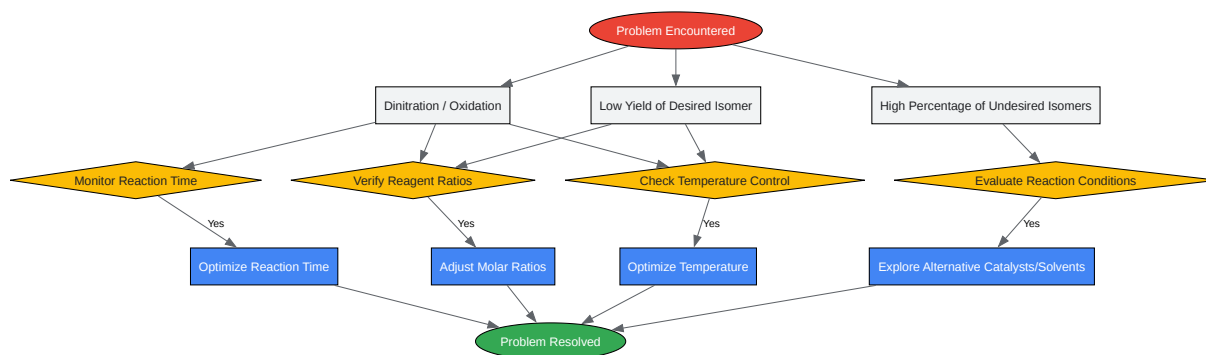 Problem Encountered
Dinitration / Oxidation
Low Yield of Desired Isomer
High Percentage of Undesired Isomers
Monitor Reaction Time
Verify Reagent Ratios
Check Temperature Control
Evaluate Reaction Conditions
Yes
Yes
Yes
Yes
Optimize Reaction Time
Adjust Molar Ratios
Optimize Temperature
Explore Alternative Catalysts/Solvents
Problem Resolved